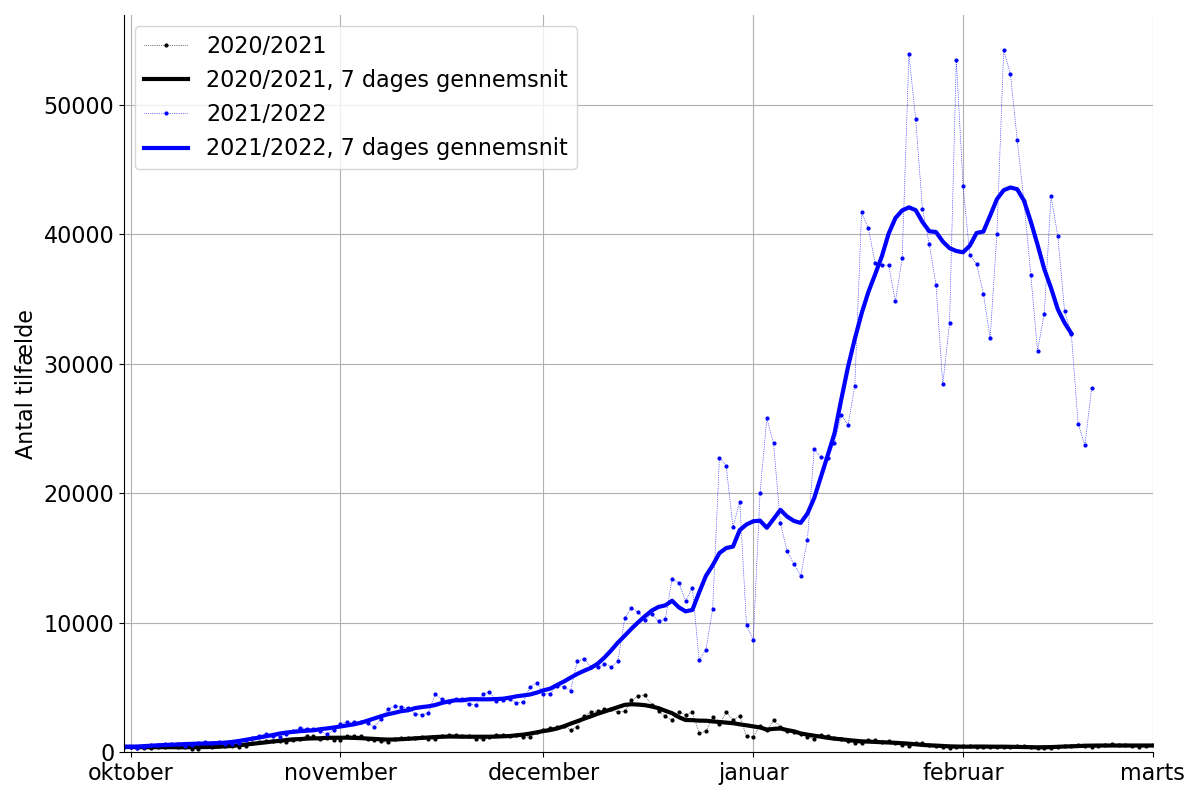 2020/2021
2020/2021, 7 dages gennemsnit
2021/2022
2021/2022, 7 dages gennemsnit
Antal tilfælde
50000
40000
30000
20000
10000
0
oktober november december januar februar marts